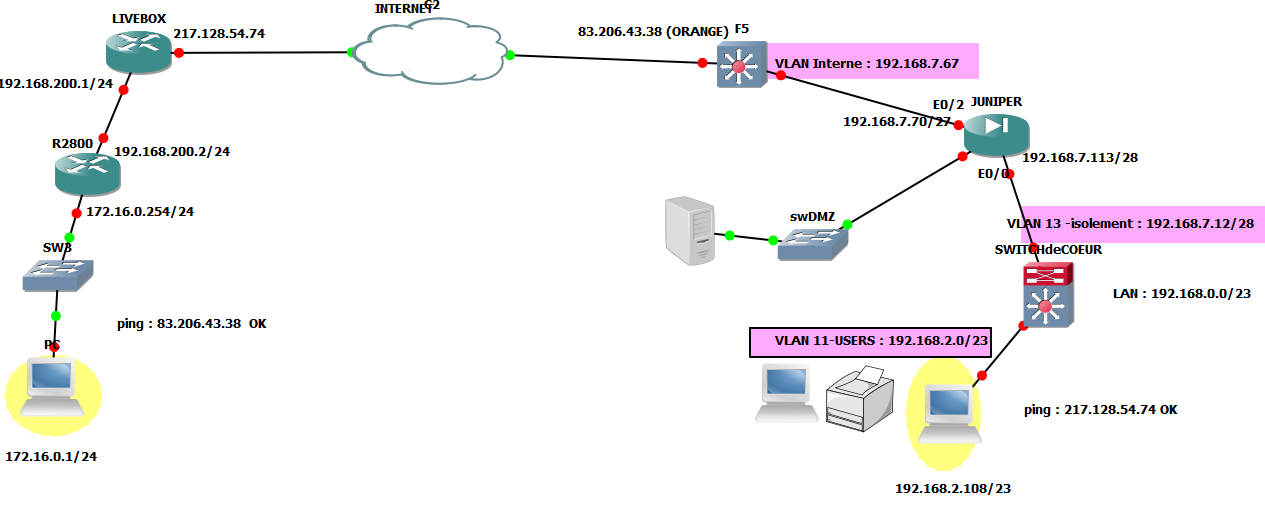 INTERNET C2
LIVEBOX
217.128.54.74
83.206.43.38 (ORANGE) F5
VLAN Interne : 192.168.7.67
192.168.200.1/24
E0/2 JUNIPER
192.168.7.70/27
R2800
192.168.200.2/24
192.168.7.113/28
E0/0
172.16.0.254/24
swDMZ
VLAN 13 -isolement : 192.168.7.12/28
SW3
SWITCHdeCOEUR
LAN : 192.168.0.0/23
ping : 83.206.43.38 OK
VLAN 11-USERS : 192.168.2.0/23
PC
ping : 217.128.54.74 OK
172.16.0.1/24
192.168.2.108/23